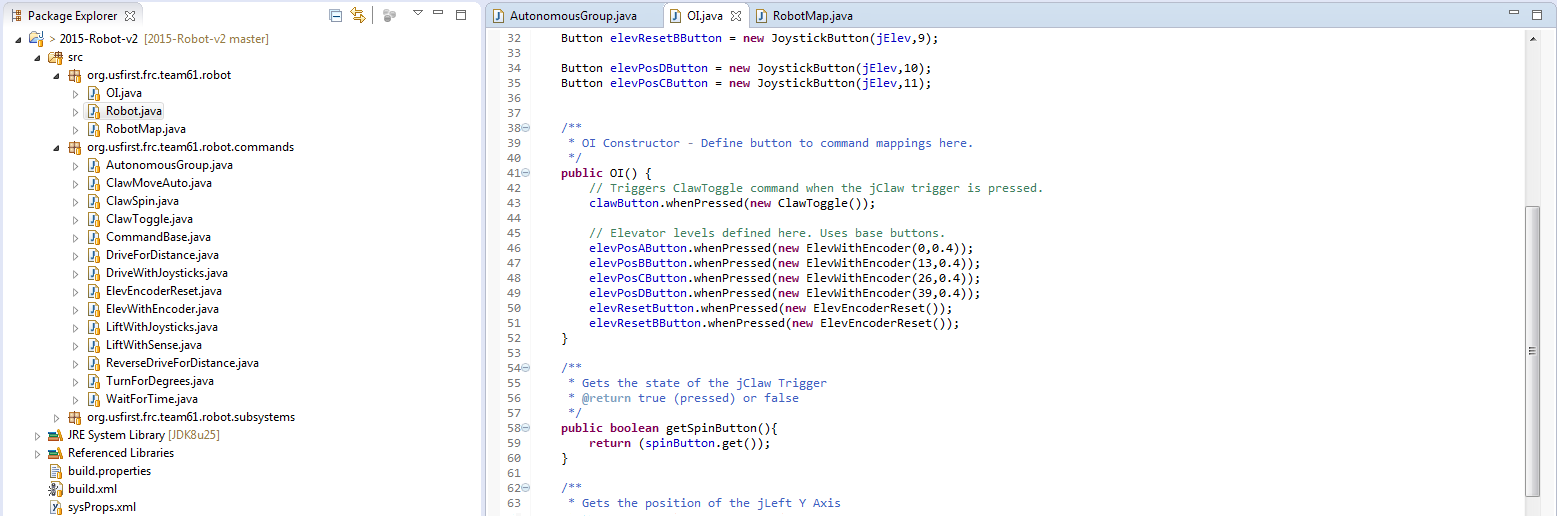 Package Explorer
> 2015-Robot-v2 [2015-Robot-v2 master]
src
org.usfirst.frc.team61.robot
OI.java
Robot.java
RobotMap.java
org.usfirst.frc.team61.robot.commands
AutonomousGroup.java
ClawMoveAuto.java
ClawSpin.java
ClawToggle.java
CommandBase.java
DriveForDistance.java
DriveWithJoysticks.java
ElevEncoderReset.java
ElevWithEncoder.java
LiftWithJoysticks.java
LiftWithSense.java
ReverseDriveForDistance.java
TurnForDegrees.java
WaitForTime.java
org.usfirst.frc.team61.robot.subsystems
JRE System Library [JDK8u25]
Referenced Libraries
build.properties
build.xml
sysProps.xml
AutonomousGroup.java OI.java RobotMap.java
32 Button elevResetBButton = new JoystickButton(jElev,9);
33
34 Button elevPosDButton = new JoystickButton(jElev,10);
35 Button elevPosCButton = new JoystickButton(jElev,11);
36
37
38 /**
39 * OI Constructor - Define button to command mappings here.
40 */
41 public OI() {
42 // Triggers ClawToggle command when the jClaw trigger is pressed.
43 clawButton.whenPressed(new ClawToggle());
44
45 // Elevator levels defined here. Uses base buttons.
46 elevPosAButton.whenPressed(new ElevWithEncoder(0,0.4));
47 elevPosBButton.whenPressed(new ElevWithEncoder(13,0.4));
48 elevPosCButton.whenPressed(new ElevWithEncoder(26,0.4));
49 elevPosDButton.whenPressed(new ElevWithEncoder(39,0.4));
50 elevResetButton.whenPressed(new ElevEncoderReset());
51 elevResetBButton.whenPressed(new ElevEncoderReset());
52 }
53
54 /**
55 * Gets the state of the jClaw Trigger
56 * @return true (pressed) or false
57 */
58 public boolean getSpinButton(){
59 return (spinButton.get());
60 }
61
62 /**
63 * Gets the position of the jLeft Y Axis